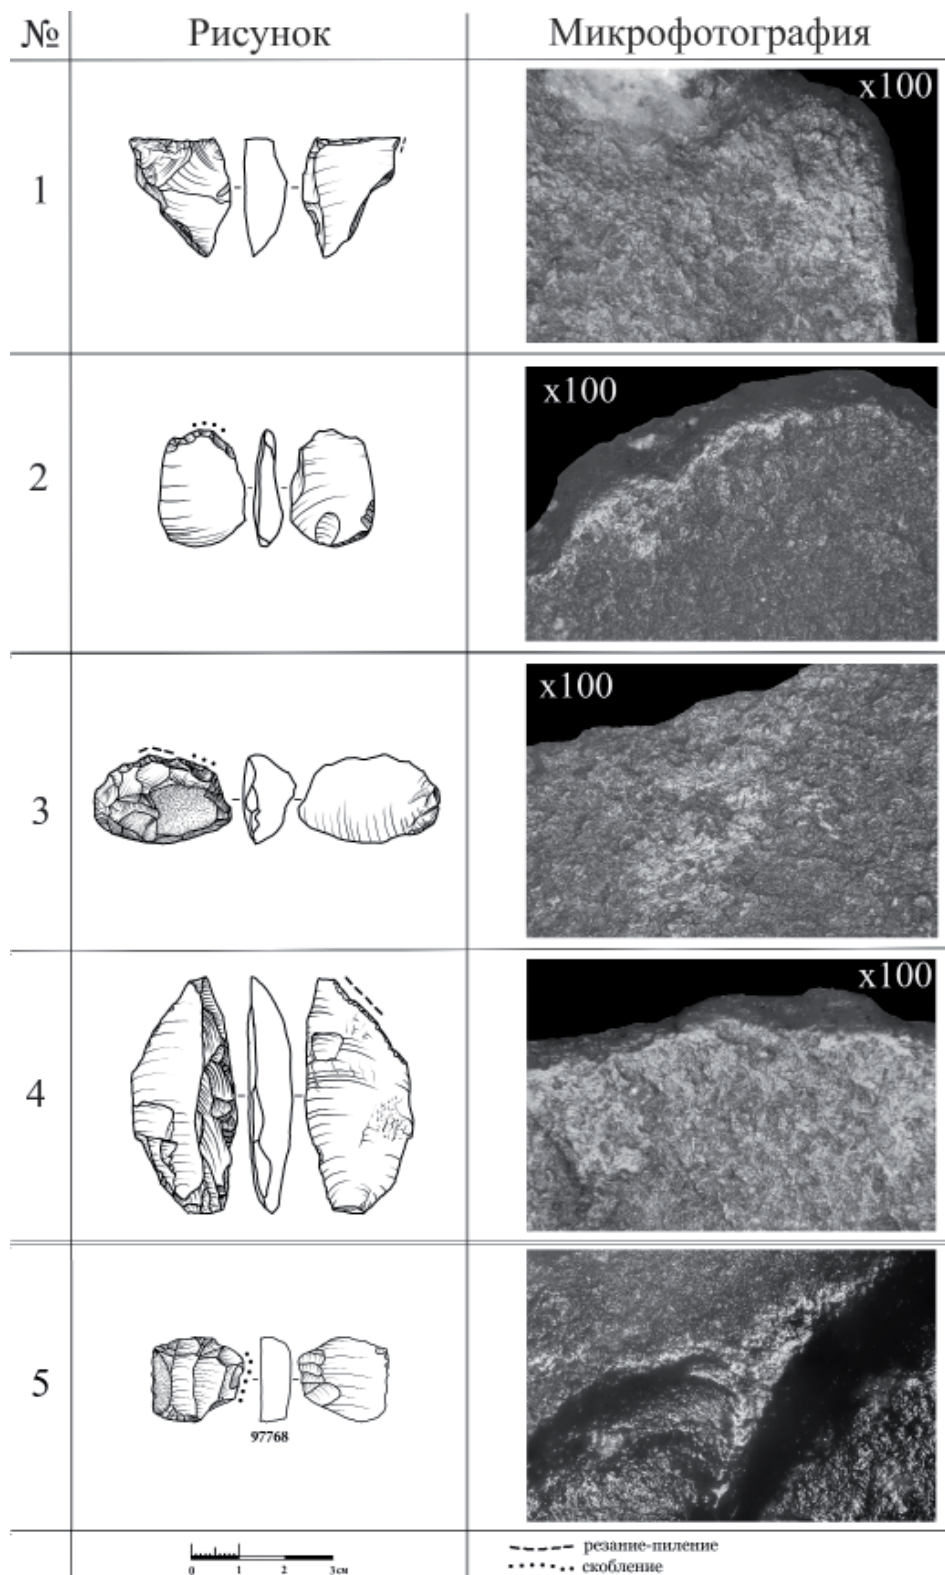 № Рисунок Микрофотография
1 x100
2 x100
3 x100
4 x100
5
97768
0 1 2 3см
резание-пиление
скобление